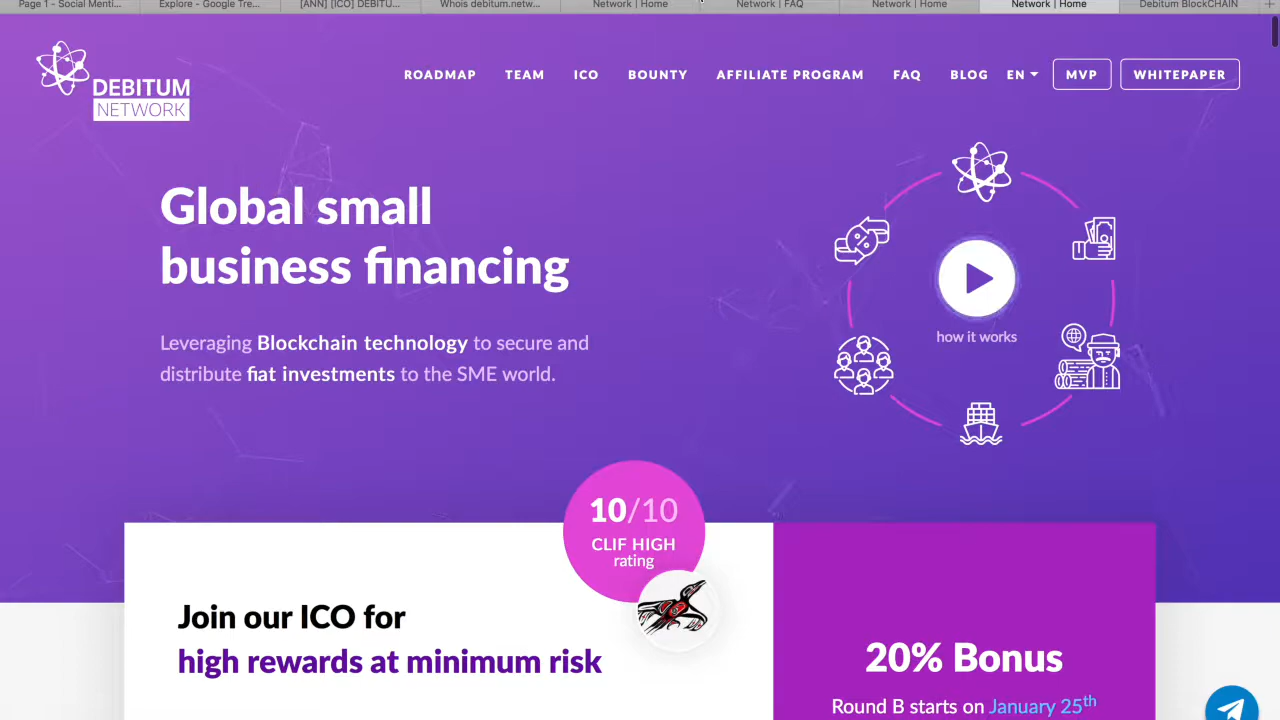 Page 1 - Social Menti...
Explore - Google Tre...
[ANN] [ICO] DEBITU...
Whois debitum.netw...
Network | Home
Network | FAQ
Network | Home
Network | Home
Debitum BlockCHAIN
DEBITUM
NETWORK
ROADMAP TEAM ICO BOUNTY AFFILIATE PROGRAM FAQ BLOG EN MVP WHITEPAPER
Global small
business financing
Leveraging Blockchain technology to secure and
distribute fiat investments to the SME world.
how it works
10/10
CLIF HIGH
rating
Join our ICO for
high rewards at minimum risk
20% Bonus
Round B starts on January 25th